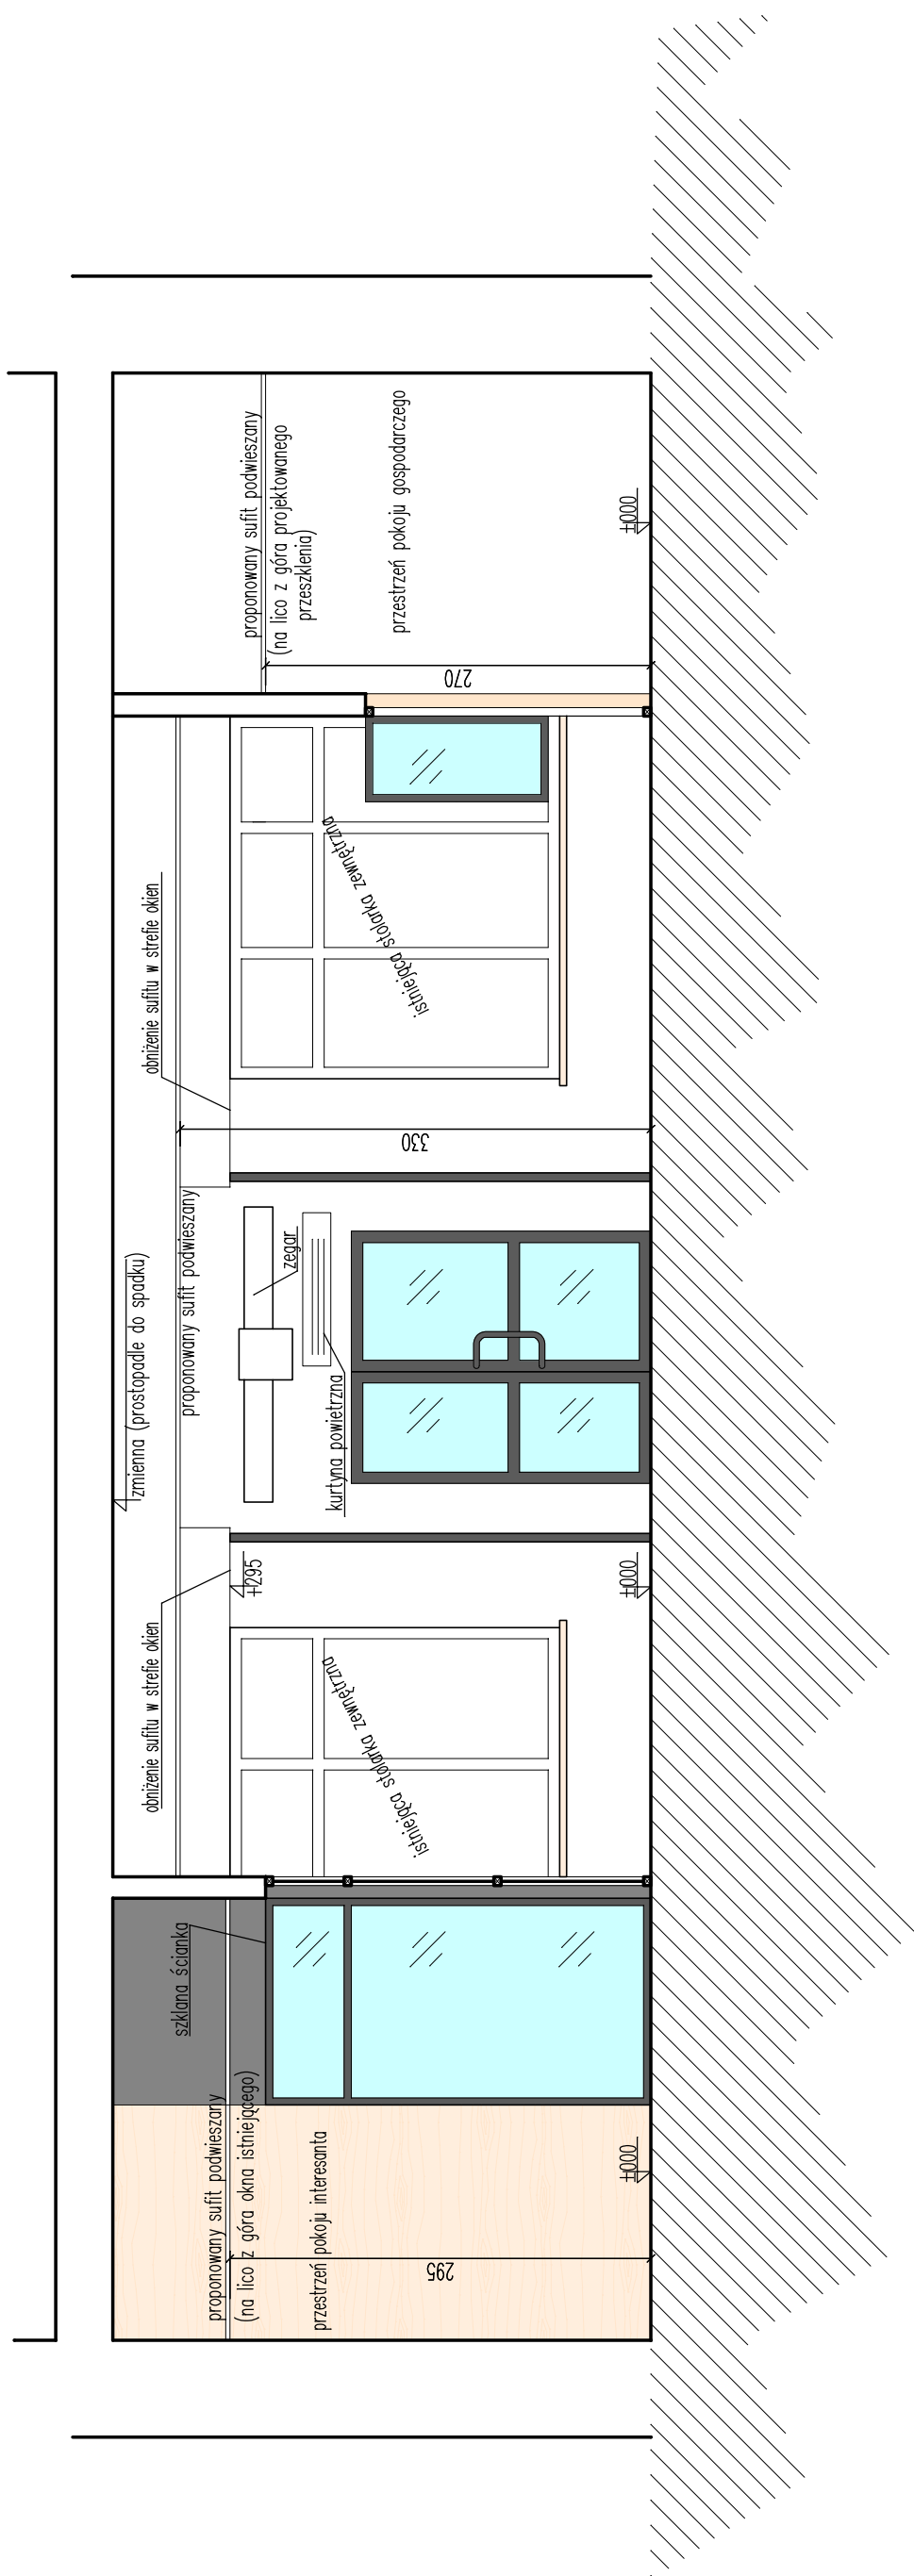 zmienna (prostopadle do spadku)
obniżenie sufitu w strefie okien
obniżenie sufitu w strefie okien
szklana ścianka
proponowany sufit podwieszany
proponowany sufit podwieszany
(na lico z góra okna istniejącego)
przestrzeń pokoju interesanta
295
±000
istniejąca stolarka zewnętrzna
+295
±000
zegar
kurtyna powietrzna
330
istniejąca stolarka zewnętrzna
proponowany sufit podwieszany
(na lico z góra projektowanego
przeszklenia)
przestrzeń pokoju gospodarczego
270
±000